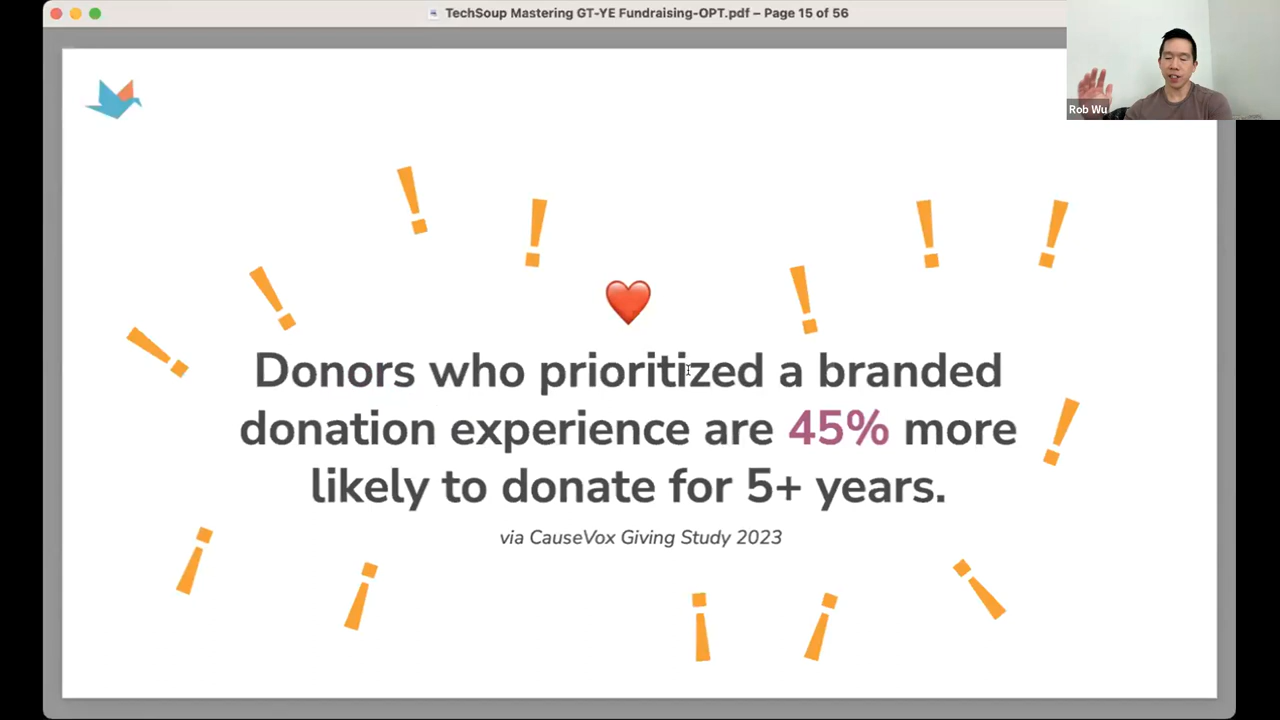 TechSoup Mastering GT-YE Fundraising-OPT.pdf – Page 15 of 56
Rob Wu
Donors who prioritized a branded
donation experience are 45% more
likely to donate for 5+ years.
via CauseVox Giving Study 2023